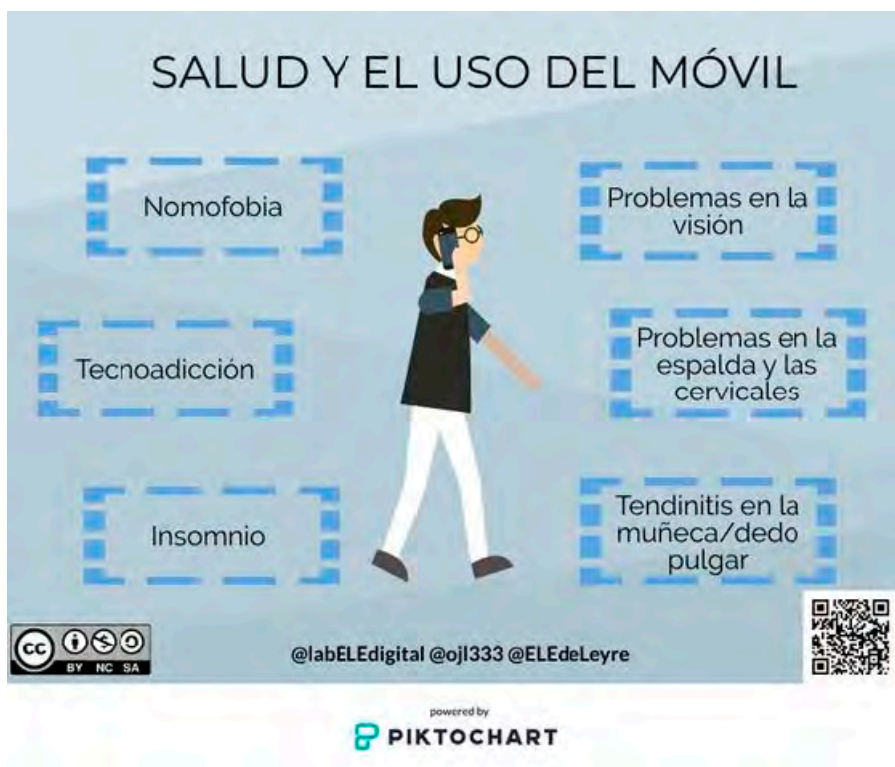 SALUD Y EL USO DEL MÓVIL
Nomofobia
Tecnoadicción
Insomnio
Problemas en la
visión
Problemas en la
espalda y las
cervicales
Tendinitis en la
muñeca/dedo
pulgar
cc
BY NC SA
@labELEdigital @ojl333 @ELEdeLeyre
powered by
PIKTOCHART